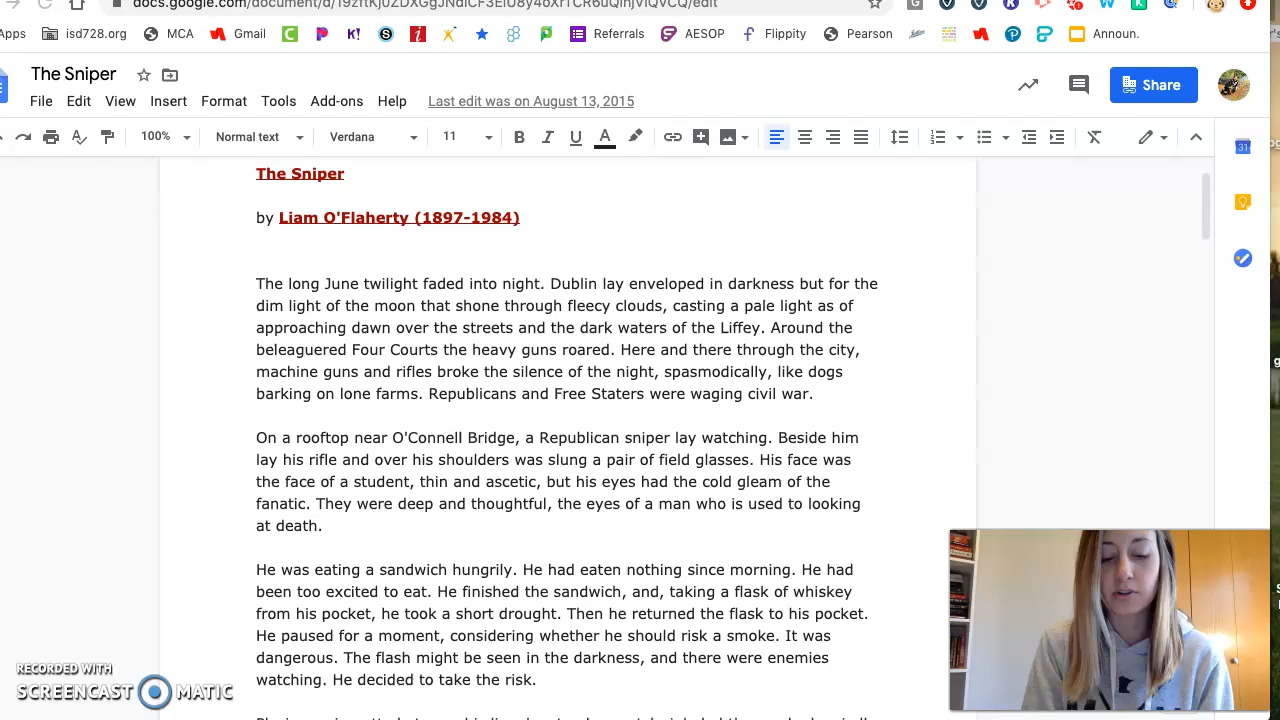 Apps isd728.org MCA Gmail Referrals AESOP Flippity Pearson Announ.
The Sniper
File Edit View Insert Format Tools Add-ons Help Last edit was on August 13, 2015
Share
100% Normal text Verdana 11 B I U A
31
The Sniper
by Liam O'Flaherty (1897-1984)
The long June twilight faded into night. Dublin lay enveloped in darkness but for the
dim light of the moon that shone through fleecy clouds, casting a pale light as of
approaching dawn over the streets and the dark waters of the Liffey. Around the
beleaguered Four Courts the heavy guns roared. Here and there through the city,
machine guns and rifles broke the silence of the night, spasmodically, like dogs
barking on lone farms. Republicans and Free Staters were waging civil war.
On a rooftop near O'Connell Bridge, a Republican sniper lay watching. Beside him
lay his rifle and over his shoulders was slung a pair of field glasses. His face was
the face of a student, thin and ascetic, but his eyes had the cold gleam of the
fanatic. They were deep and thoughtful, the eyes of a man who is used to looking
at death.
He was eating a sandwich hungrily. He had eaten nothing since morning. He had
been too excited to eat. He finished the sandwich, and, taking a flask of whiskey
from his pocket, he took a short drought. Then he returned the flask to his pocket.
He paused for a moment, considering whether he should risk a smoke. It was
dangerous. The flash might be seen in the darkness, and there were enemies
watching. He decided to take the risk.
RECORDED WITH
SCREENCAST MATIC